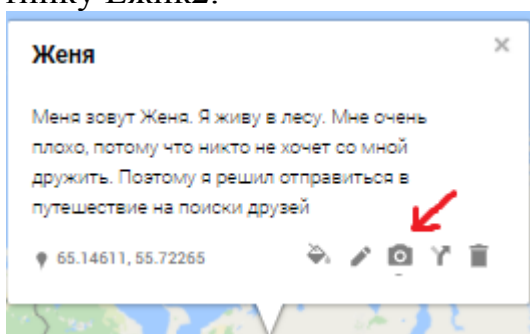 Женя
Меня зовут Женя. Я живу в лесу. Мне очень
плохо, потому что никто не хочет со мной
дружить. Поэтому я решил отправиться в
путешествие на поиски друзей
65.14611, 55.72265